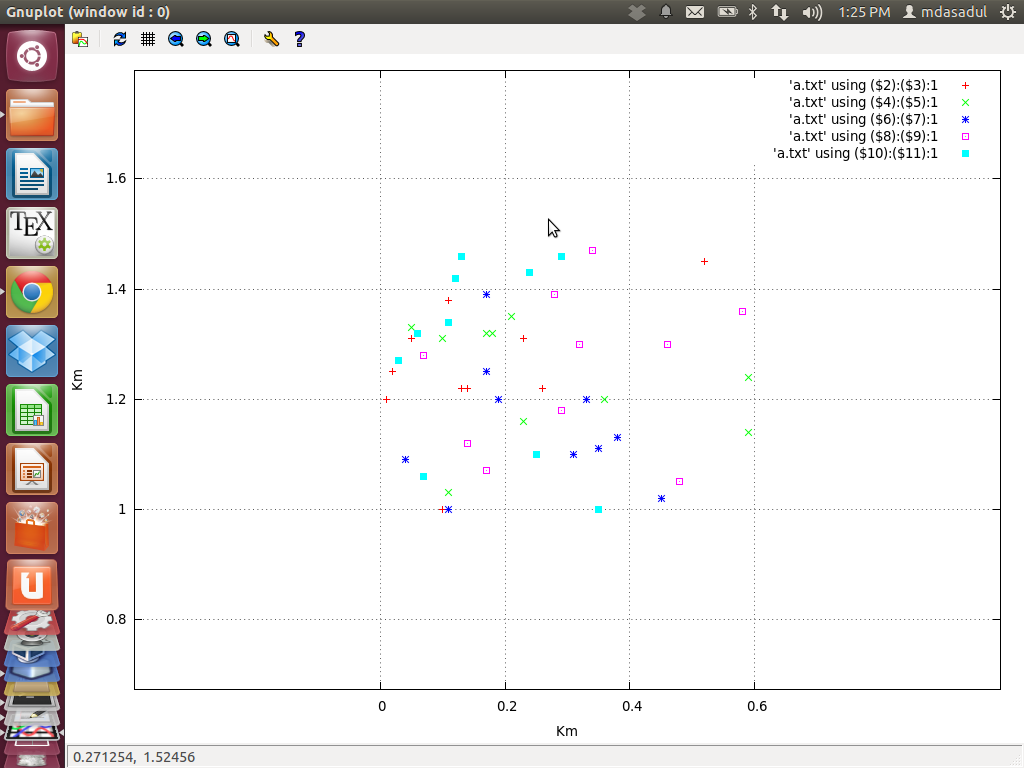 Gnuplot (window id : 0)
1:25 PM
mdasadul
TEX
'a.txt' using ($2):($3):1
'a.txt' using ($4):($5):1
'a.txt' using ($6):($7):1
'a.txt' using ($8):($9):1
'a.txt' using ($10):($11):1
1.6
1.4
1.2
1
0.8
Km
0
0.2
0.4
0.6
Km
0.271254, 1.52456